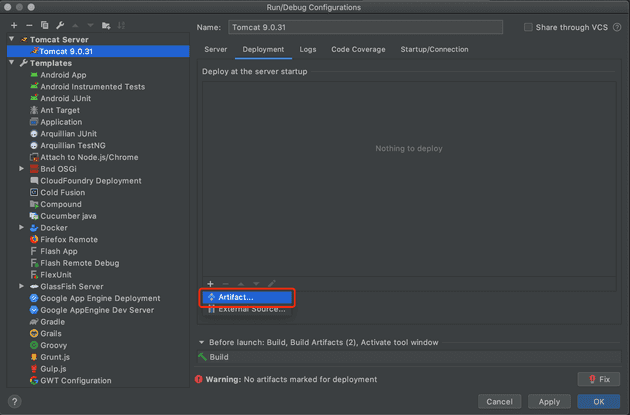 Run/Debug Configurations
Name: Tomcat 9.0.31
Share through VCS
Tomcat Server
Tomcat 9.0.31
Templates
Android App
Android Instrumented Tests
Android JUnit
Ant Target
Application
Arquillian JUnit
Arquillian TestNG
Attach to Node.js/Chrome
Bnd OSGi
CloudFoundry Deployment
Cold Fusion
Compound
Cucumber java
Docker
Firefox Remote
Flash App
Flash Remote Debug
FlexUnit
GlassFish Server
Google App Engine Deployment
Google AppEngine Dev Server
Gradle
Grails
Groovy
Grunt.js
Gulp.js
GWT Configuration
Server Deployment Logs Code Coverage Startup/Connection
Deploy at the server startup
Nothing to deploy
Artifact...
External Source...
Before launch: Build, Build Artifacts (2), Activate tool window
Build
Warning: No artifacts marked for deployment
Fix
? Cancel Apply OK